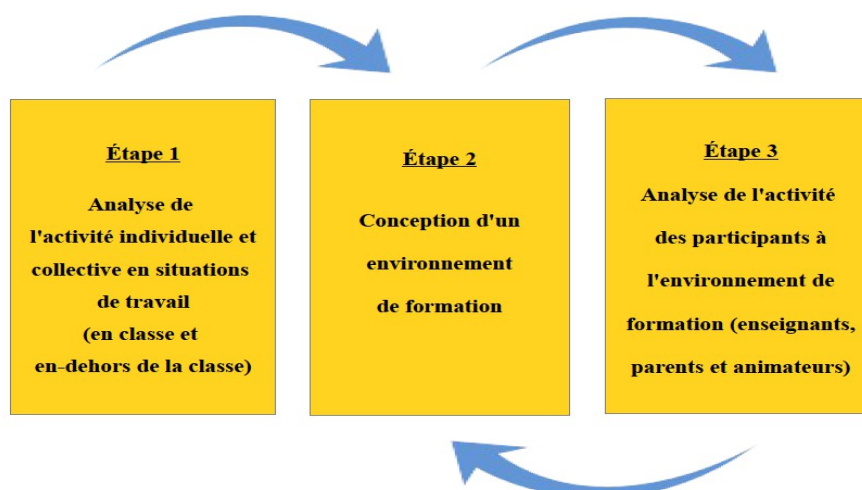 Étape 1
Analyse de
l'activité individuelle et
collective en situations
de travail
(en classe et
en-dehors de la classe)
Étape 2
Conception d'un
environnement
de formation
Étape 3
Analyse de l'activité
des participants à
l'environnement de
formation (enseignants,
parents et animateurs)